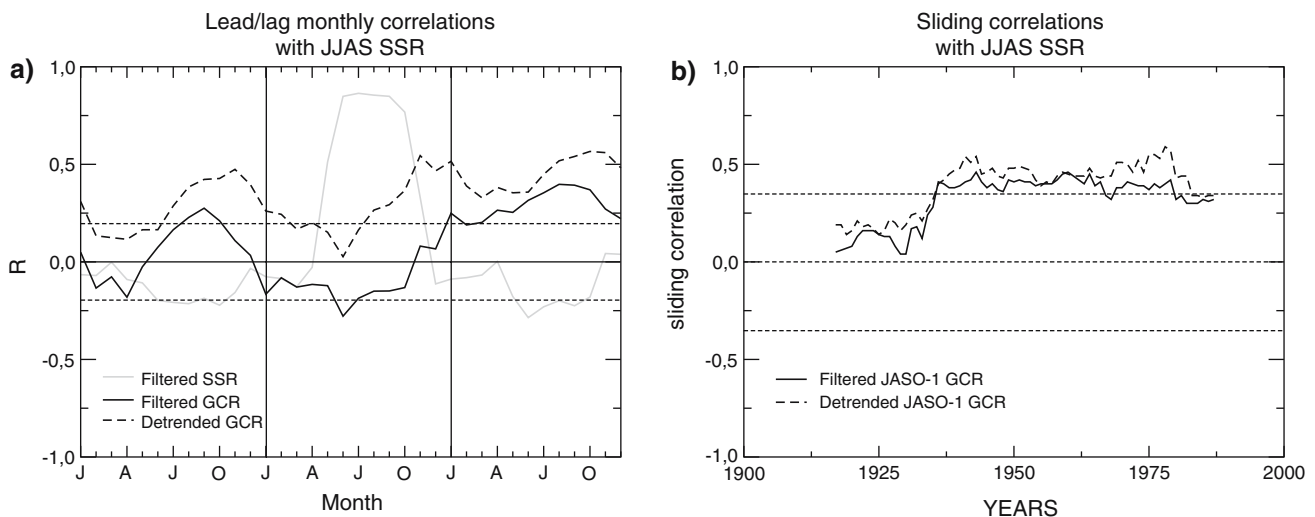 Lead/lag monthly correlations
with JJAS SSR
a)
1,0
0,5
0,0
-0,5
-1,0
R
Filtered SSR
Filtered GCR
Detrended GCR
J A J O J A J O J A J O
Month
Sliding correlations
with JJAS SSR
b)
1,0
0,5
0,0
-0,5
-1,0
sliding correlation
Filtered JASO-1 GCR
Detrended JASO-1 GCR
1900 1925 1950 1975 2000
YEARS